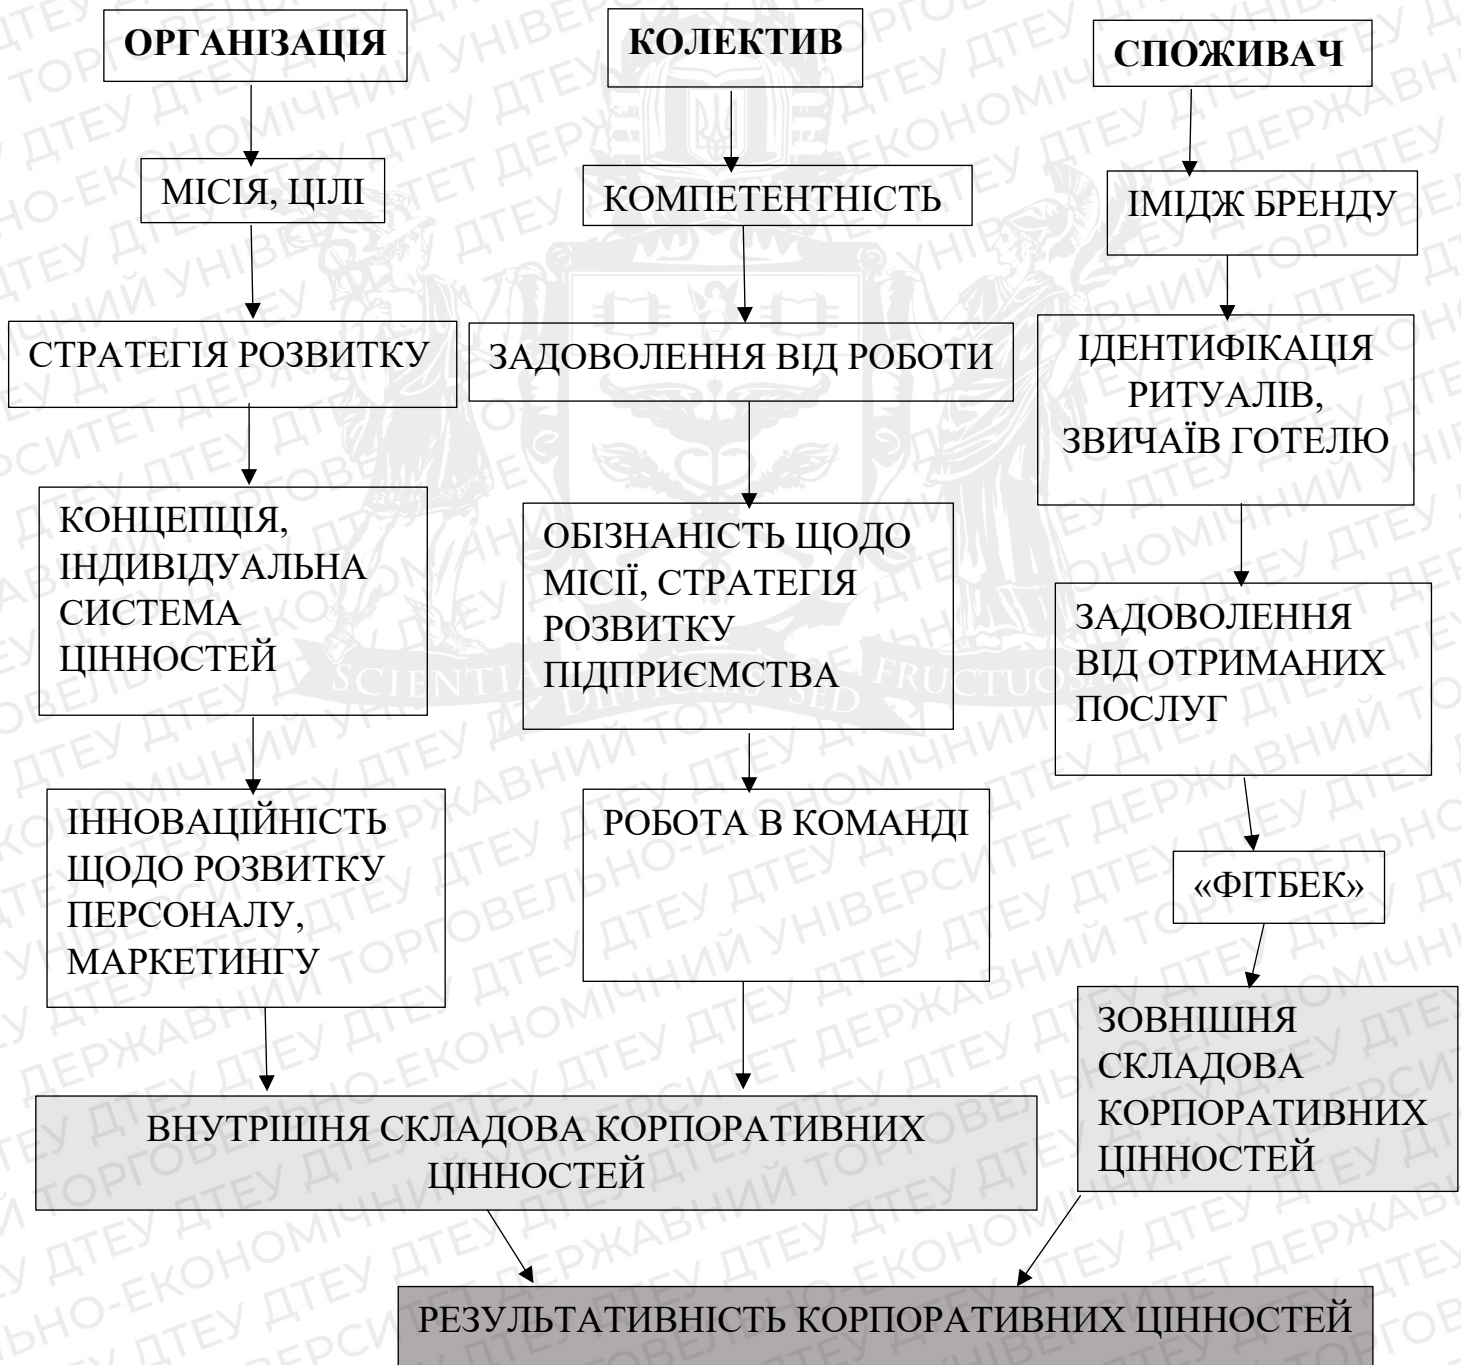 ОРГАНІЗАЦІЯ
КОЛЕКТИВ
СПОЖИВАЧ
МІСІЯ, ЦІЛІ
КОМПЕТЕНТНІСТЬ
ІМІДЖ БРЕНДУ
СТРАТЕГІЯ РОЗВИТКУ
ЗАДОВОЛЕННЯ ВІД РОБОТИ
ІДЕНТИФІКАЦІЯ
РИТУАЛІВ,
ЗВИЧАЇВ ГОТЕЛЮ
КОНЦЕПЦІЯ,
ІНДИВІДУАЛЬНА
СИСТЕМА
ЦІННОСТЕЙ
ОБІЗНАНІСТЬ ЩОДО
МІСІЇ, СТРАТЕГІЯ
РОЗВИТКУ
ПІДПРИЄМСТВА
ЗАДОВОЛЕННЯ
ВІД ОТРИМАНИХ
ПОСЛУГ
ІННОВАЦІЙНІСТЬ
ЩОДО РОЗВИТКУ
ПЕРСОНАЛУ,
МАРКЕТИНГУ
РОБОТА В КОМАНДІ
«ФІТБЕК»
ЗОВНІШНЯ
СКЛАДОВА
КОРПОРАТИВНИХ
ЦІННОСТЕЙ
ВНУТРІШНЯ СКЛАДОВА КОРПОРАТИВНИХ
ЦІННОСТЕЙ
РЕЗУЛЬТАТИВНІСТЬ КОРПОРАТИВНИХ ЦІННОСТЕЙ